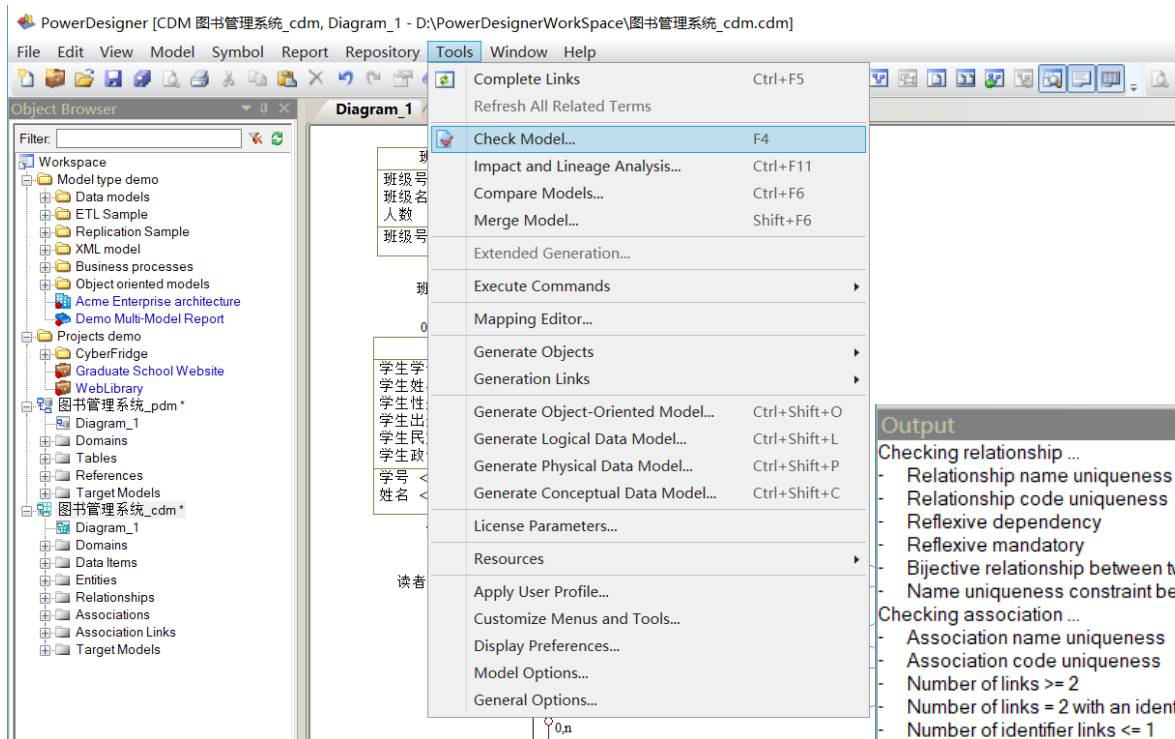 PowerDesigner [CDM 图书管理系统_cdm, Diagram_1 - D:\PowerDesignerWorkSpace\图书管理系统_cdm.cdm]
File Edit View Model Symbol Report Repository Tools Window Help
Object Browser
Filter:
Workspace
Model type demo
Data models
ETL Sample
Replication Sample
XML model
Business processes
Object oriented models
Acme Enterprise architecture
Demo Multi-Model Report
Projects demo
CyberFridge
Graduate School Website
WebLibrary
图书管理系统_pdm *
Diagram_1
Domains
Tables
References
Target Models
图书管理系统_cdm *
Diagram_1
Domains
Data Items
Entities
Relationships
Associations
Association Links
Target Models
Diagram_1
班级号
班级名
人数
班级号
班
0
学生学
学生姓
学生性
学生出
学生民
学生政
学号 <
姓名 <
读者
0,n
Complete Links Ctrl+F5
Refresh All Related Terms
Check Model... F4
Impact and Lineage Analysis... Ctrl+F11
Compare Models... Ctrl+F6
Merge Model... Shift+F6
Extended Generation...
Execute Commands
Mapping Editor...
Generate Objects
Generation Links
Generate Object-Oriented Model... Ctrl+Shift+O
Generate Logical Data Model... Ctrl+Shift+L
Generate Physical Data Model... Ctrl+Shift+P
Generate Conceptual Data Model... Ctrl+Shift+C
License Parameters...
Resources
Apply User Profile...
Customize Menus and Tools...
Display Preferences...
Model Options...
General Options...
Output
Checking relationship ...
- Relationship name uniqueness
- Relationship code uniqueness
- Reflexive dependency
- Reflexive mandatory
- Bijective relationship between
- Name uniqueness constraint
Checking association ...
- Association name uniqueness
- Association code uniqueness
- Number of links >= 2
- Number of links = 2 with an
- Number of identifier links <= 1